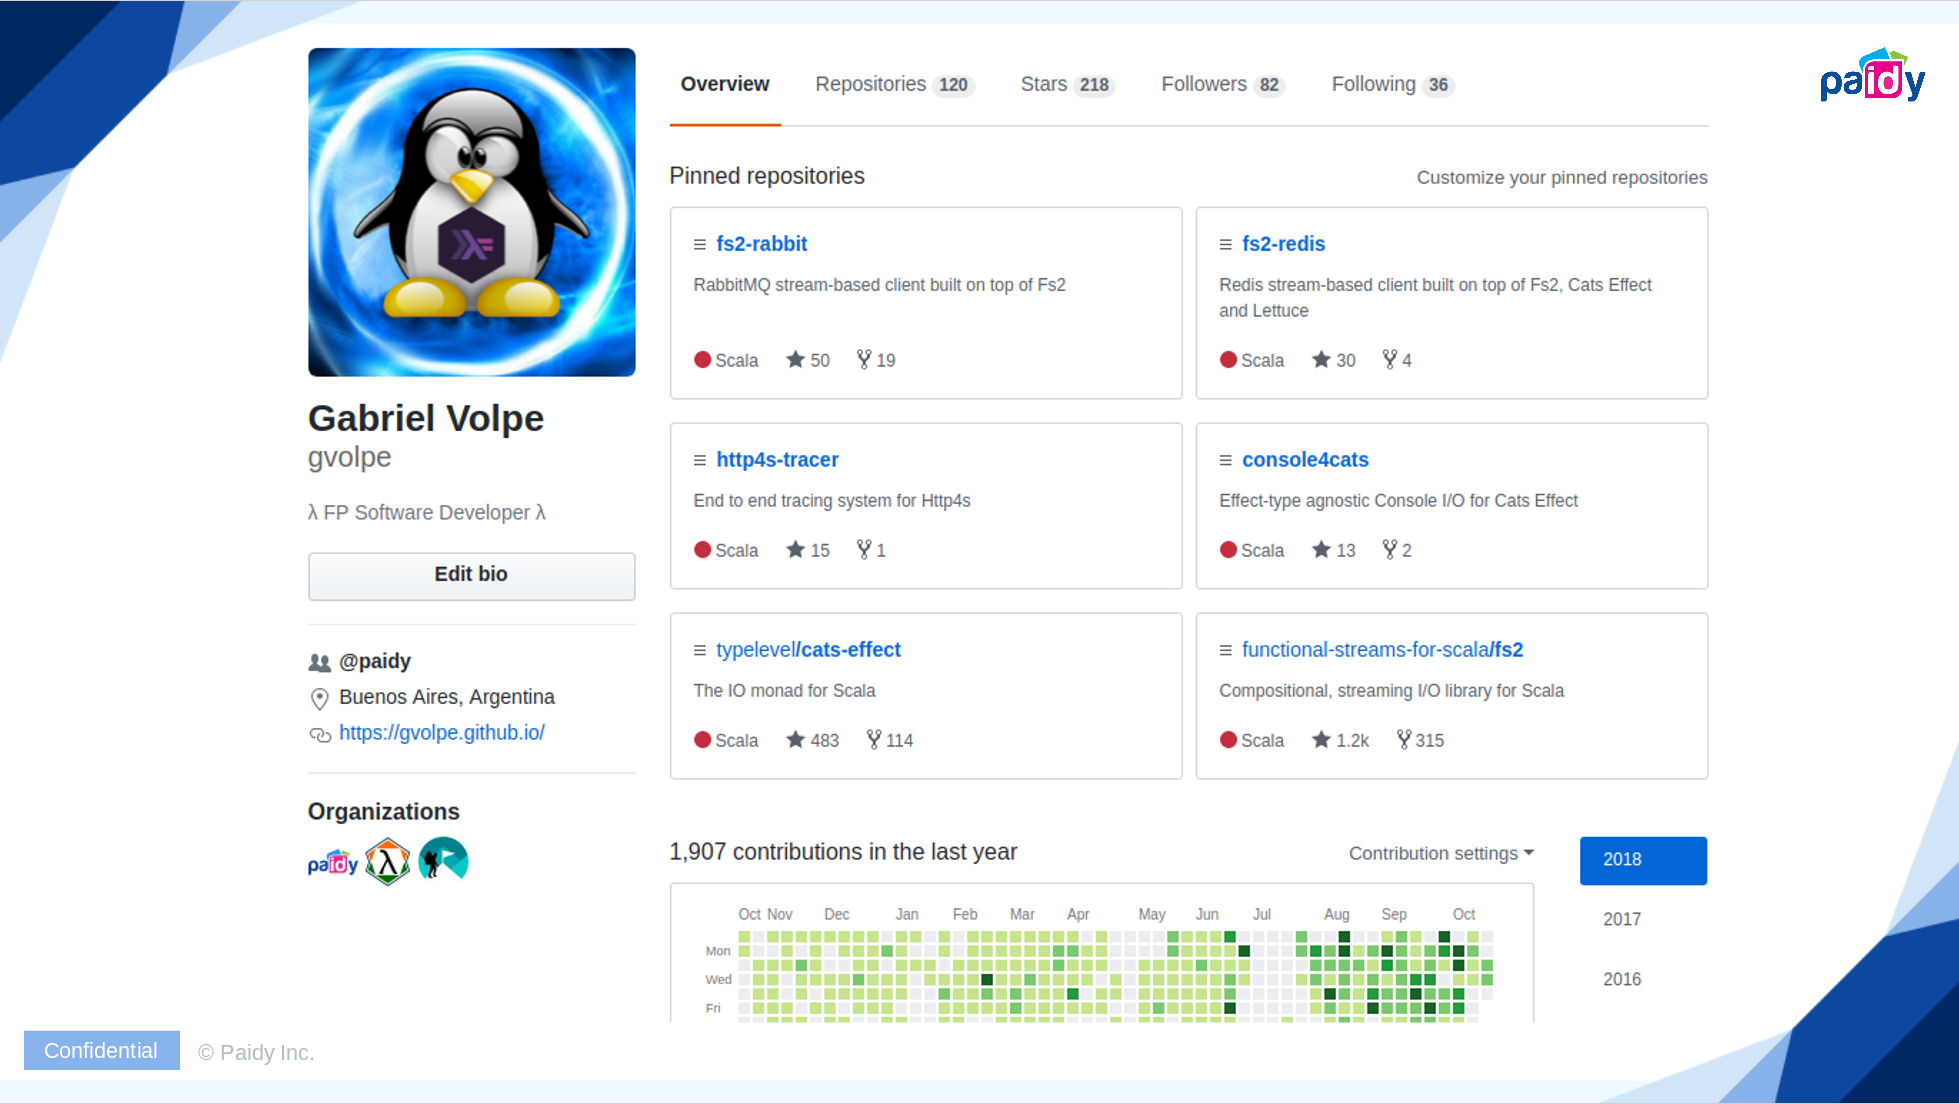 Overview Repositories 120 Stars 218 Followers 82 Following 36
paidy
Pinned repositories
Customize your pinned repositories
fs2-rabbit
RabbitMQ stream-based client built on top of Fs2
Scala 50 19
fs2-redis
Redis stream-based client built on top of Fs2, Cats Effect
and Lettuce
Scala 30 4
http4s-tracer
End to end tracing system for Http4s
Scala 15 1
console4cats
Effect-type agnostic Console I/O for Cats Effect
Scala 13 2
typelevel/cats-effect
The IO monad for Scala
Scala 483 114
functional-streams-for-scala/fs2
Compositional, streaming I/O library for Scala
Scala 1.2k 315
Gabriel Volpe
gvolpe
λ FP Software Developer λ
Edit bio
@paidy
Buenos Aires, Argentina
https://gvolpe.github.io/
Organizations
paidy λ
1,907 contributions in the last year
Contribution settings
2018
2017
2016
Oct Nov Dec Jan Feb Mar Apr May Jun Jul Aug Sep Oct
Mon
Wed
Fri
Confidential © Paidy Inc.